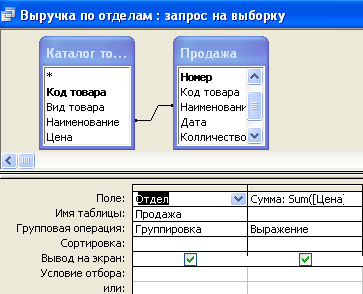 Выручка по отделам : запрос на выборку
Каталог то...
*
Код товара
Вид товара
Наименование
Цена
Продажа
Номер
Код товара
Наименовани
Дата
Колличество
Поле: Отдел Сумма: Sum([Цена]
Имя таблицы: Продажа
Групповая операция: Группировка Выражение
Сортировка:
Вывод на экран:
Условие отбора:
или: